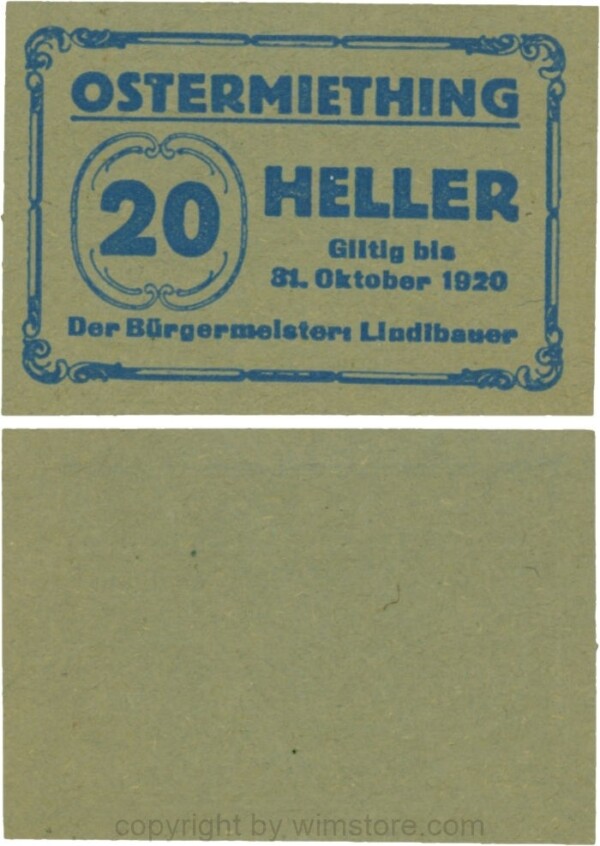 OSTERMIETHING
20 HELLER
Giltig bis
31. Oktober 1920
Der Bürgermeister: Lindlbauer
copyright by wimstore.com